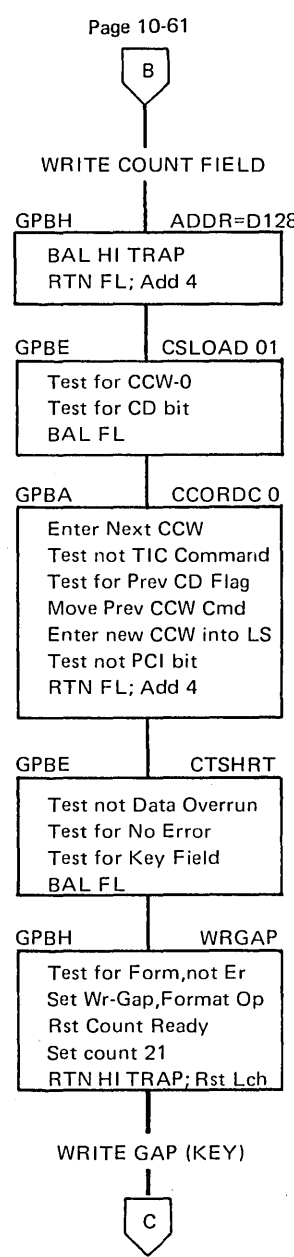 Page 10-61
B
WRITE COUNT FIELD
GPBH ADDR=D128
BAL HI TRAP
RTN FL; Add 4
GPBE CSLOAD 01
Test for CCW-0
Test for CD bit
BAL FL
GPBA CCORDC 0
Enter Next CCW
Test not TIC Command
Test for Prev CD Flag
Move Prev CCW Cmd
Enter new CCW into LS
Test not PCI bit
RTN FL; Add 4
GPBE CTSHRT
Test not Data Overrun
Test for No Error
Test for Key Field
BAL FL
GPBH WRGAP
Test for Form,not Er
Set Wr-Gap,Format Op
Rst Count Ready
Set count 21
RTN HI TRAP; Rst Lch
WRITE GAP (KEY)
C